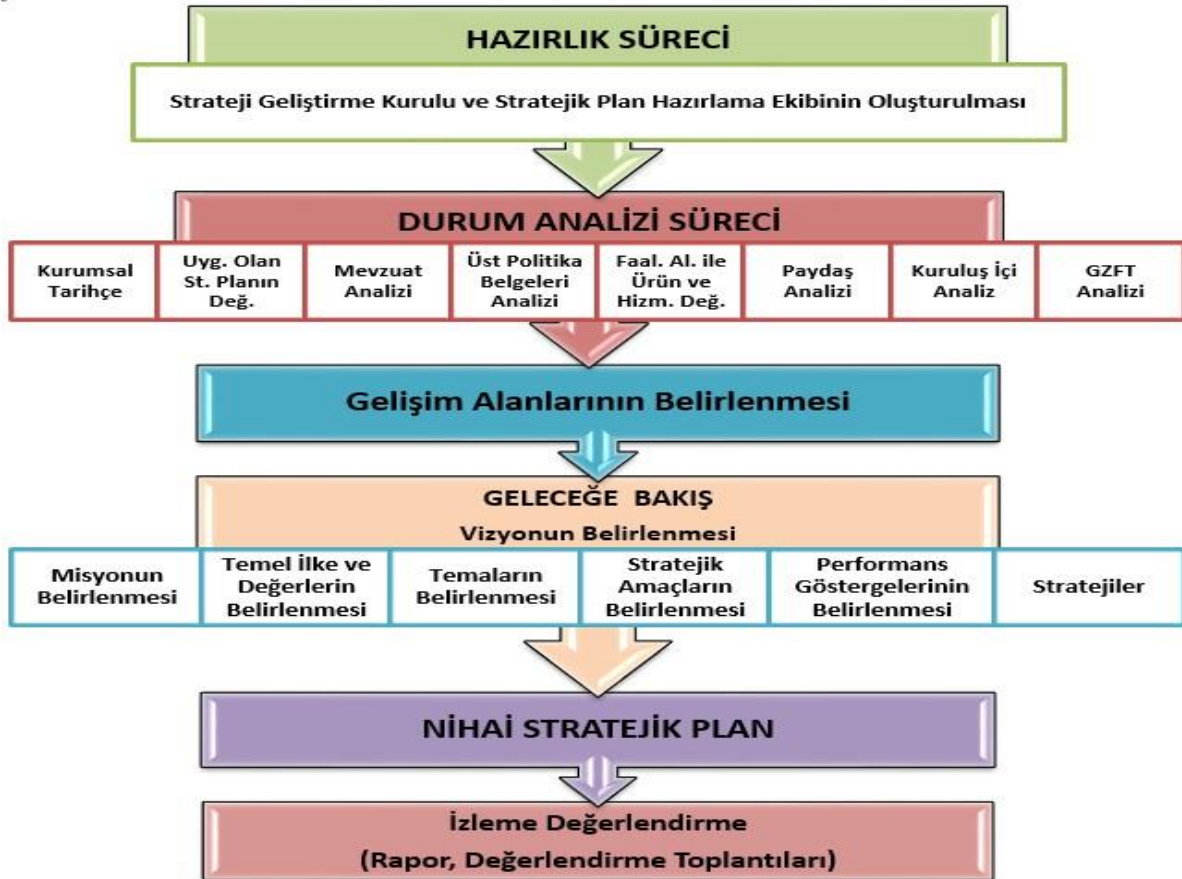 HAZIRLIK SÜRECİ
Strateji Geliştirme Kurulu ve Stratejik Plan Hazırlama Ekibinin Oluşturulması
DURUM ANALİZİ SÜRECİ
Kurumsal
Tarihçe
Uyg. Olan
St. Planın
Değ.
Mevzuat
Analizi
Üst Politika
Belgeleri
Analizi
Faal. Al. ile
Ürün ve
Hizm. Değ.
Paydaş
Analizi
Kuruluş İçi
Analiz
GZFT
Analizi
Gelişim Alanlarının Belirlenmesi
GELECEĞE BAKIŞ
Vizyonun Belirlenmesi
Misyonun
Belirlenmesi
Temel İlke ve
Değerlerin
Belirlenmesi
Temaların
Belirlenmesi
Stratejik
Amaçların
Belirlenmesi
Performans
Göstergelerinin
Belirlenmesi
Stratejiler
NİHAİ STRATEJİK PLAN
İzleme Değerlendirme
(Rapor, Değerlendirme Toplantıları)